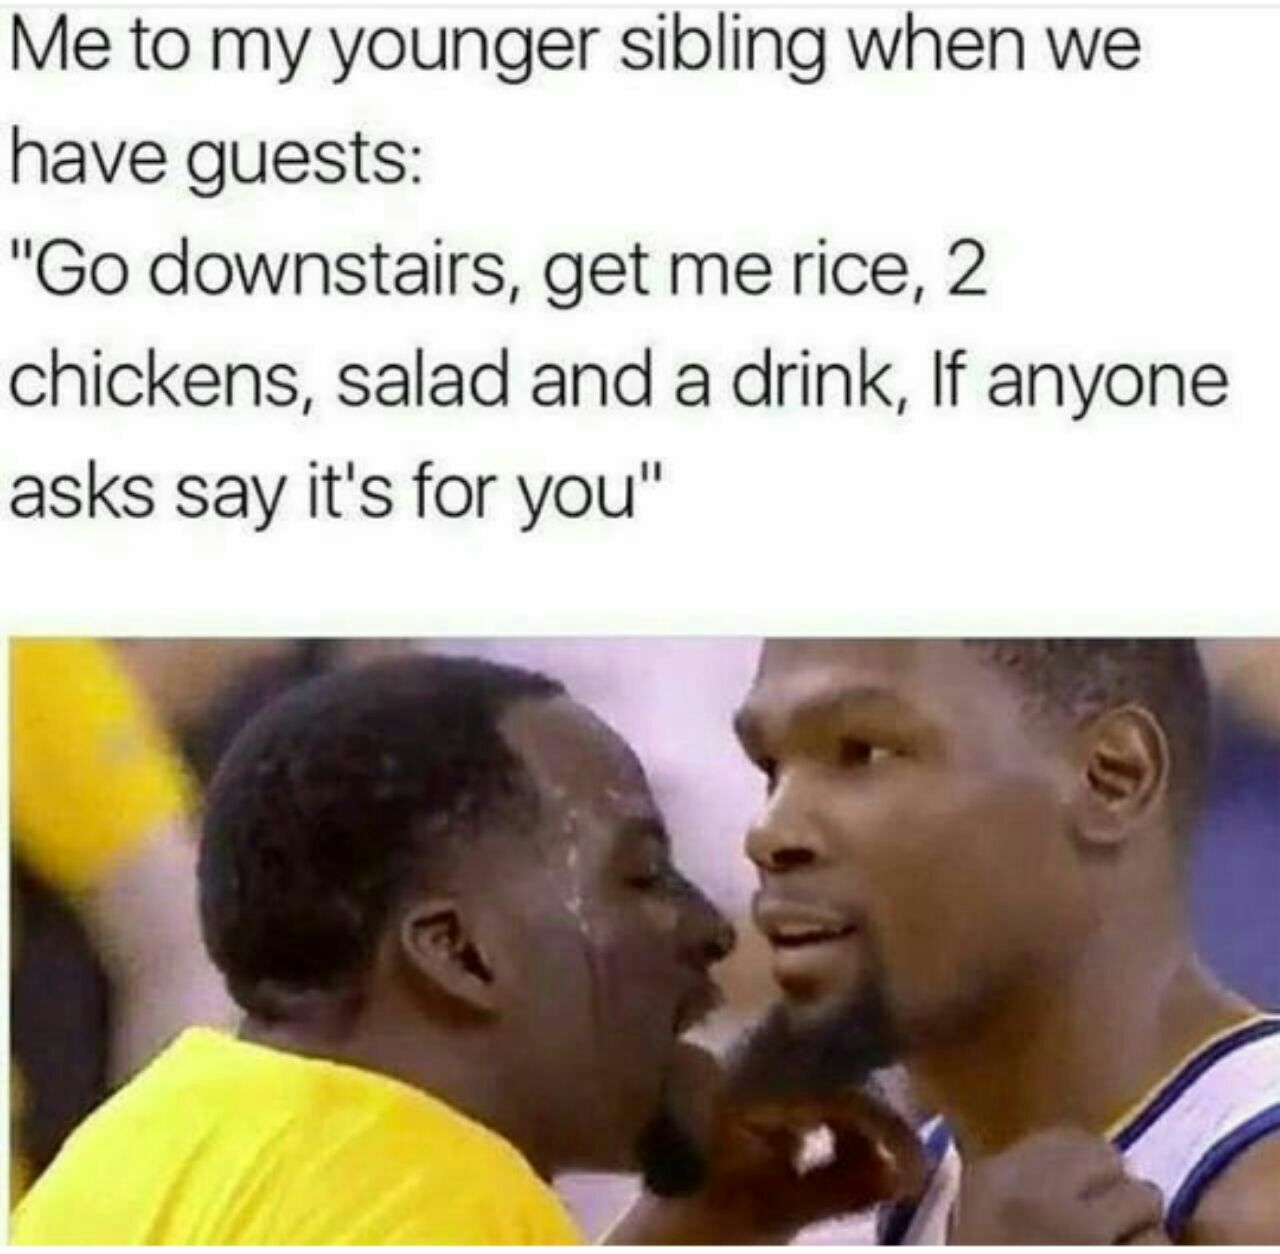 Me to my younger sibling when we
have guests:
"Go downstairs, get me rice, 2
chickens, salad and a drink, If anyone
asks say it's for you"